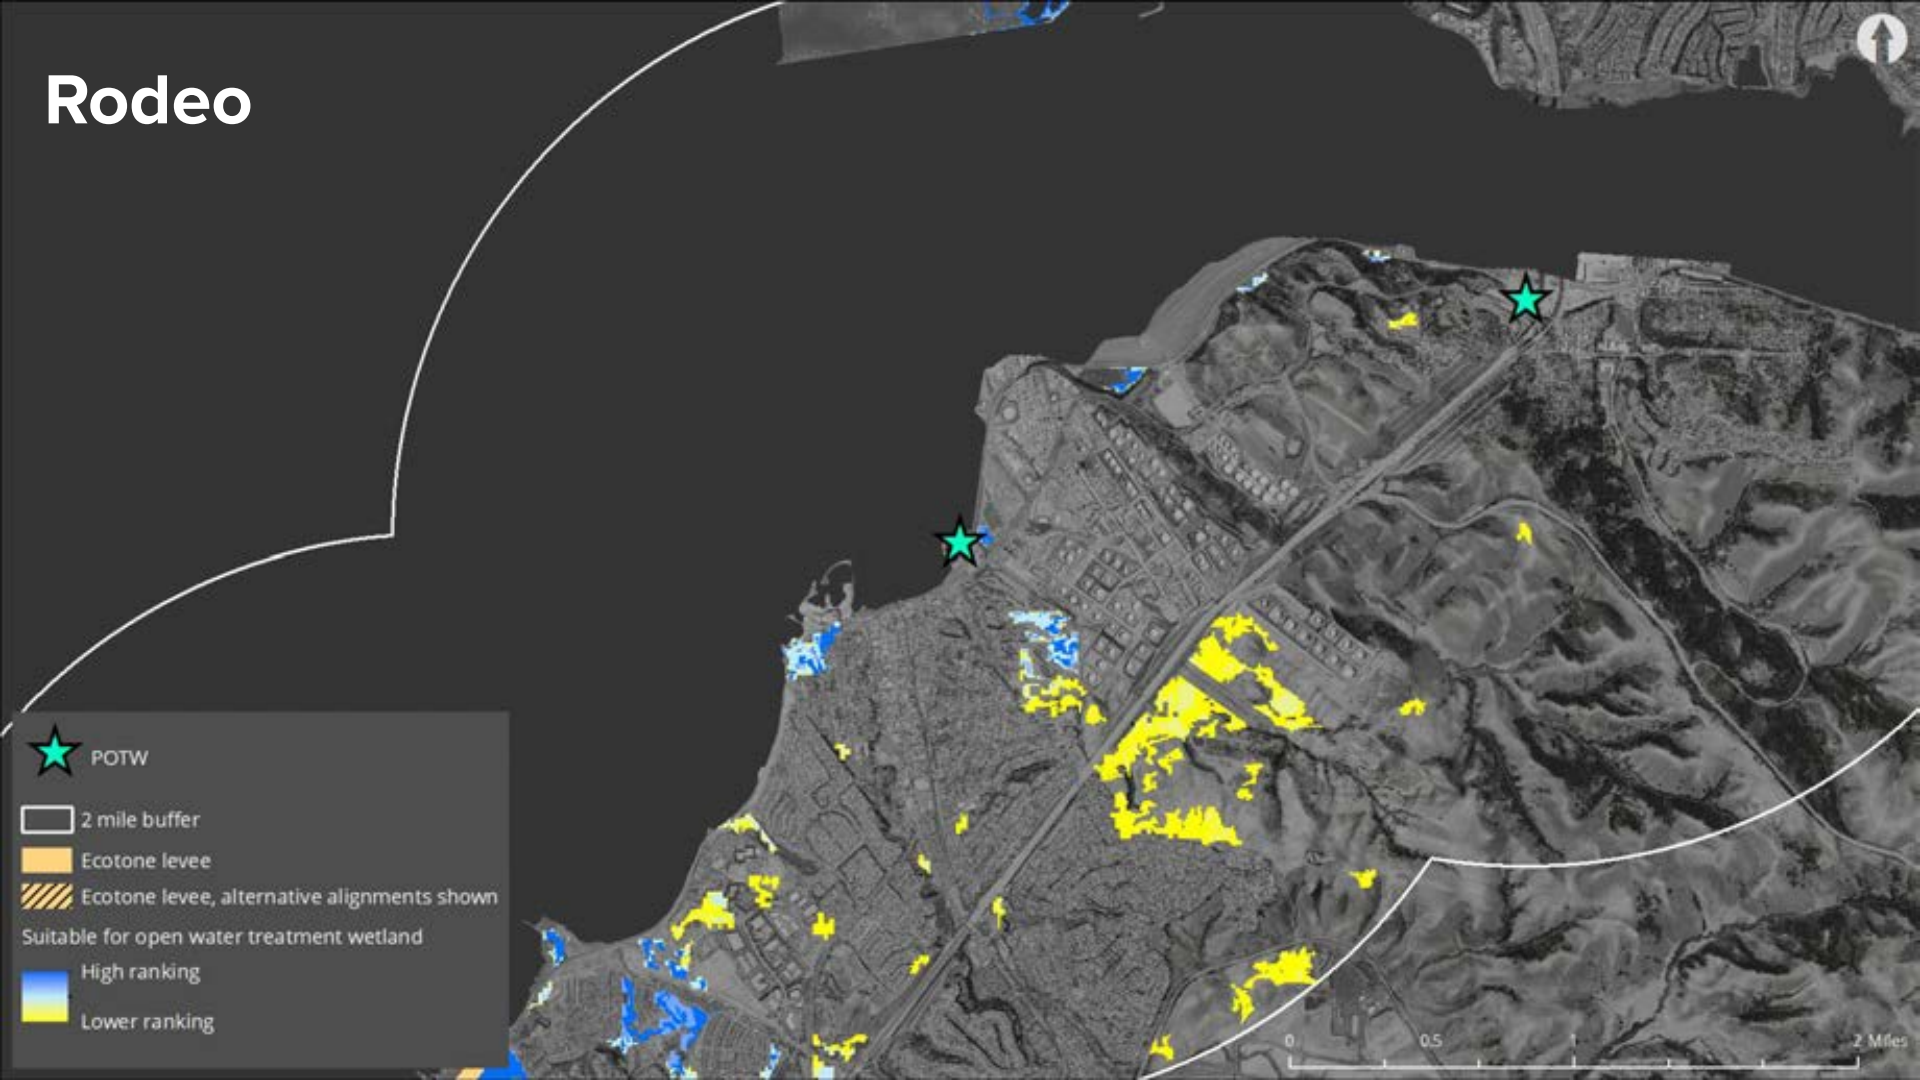 Rodeo
POTW
2 mile buffer
Ecotone levee
Ecotone levee, alternative alignments shown
Suitable for open water treatment wetland
High ranking
Lower ranking
0 0.5 1 2 Miles